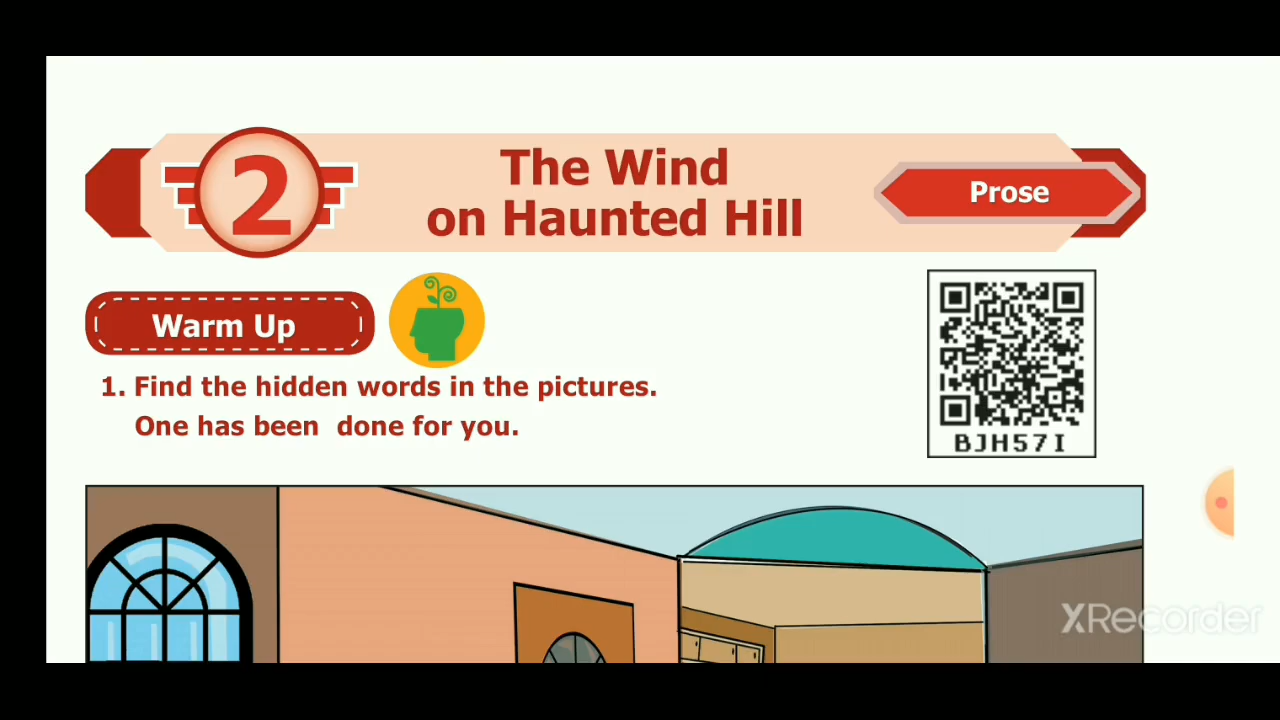 2
The Wind
on Haunted Hill
Prose
Warm Up
1. Find the hidden words in the pictures.
One has been done for you.
BJH57I
XRecorder